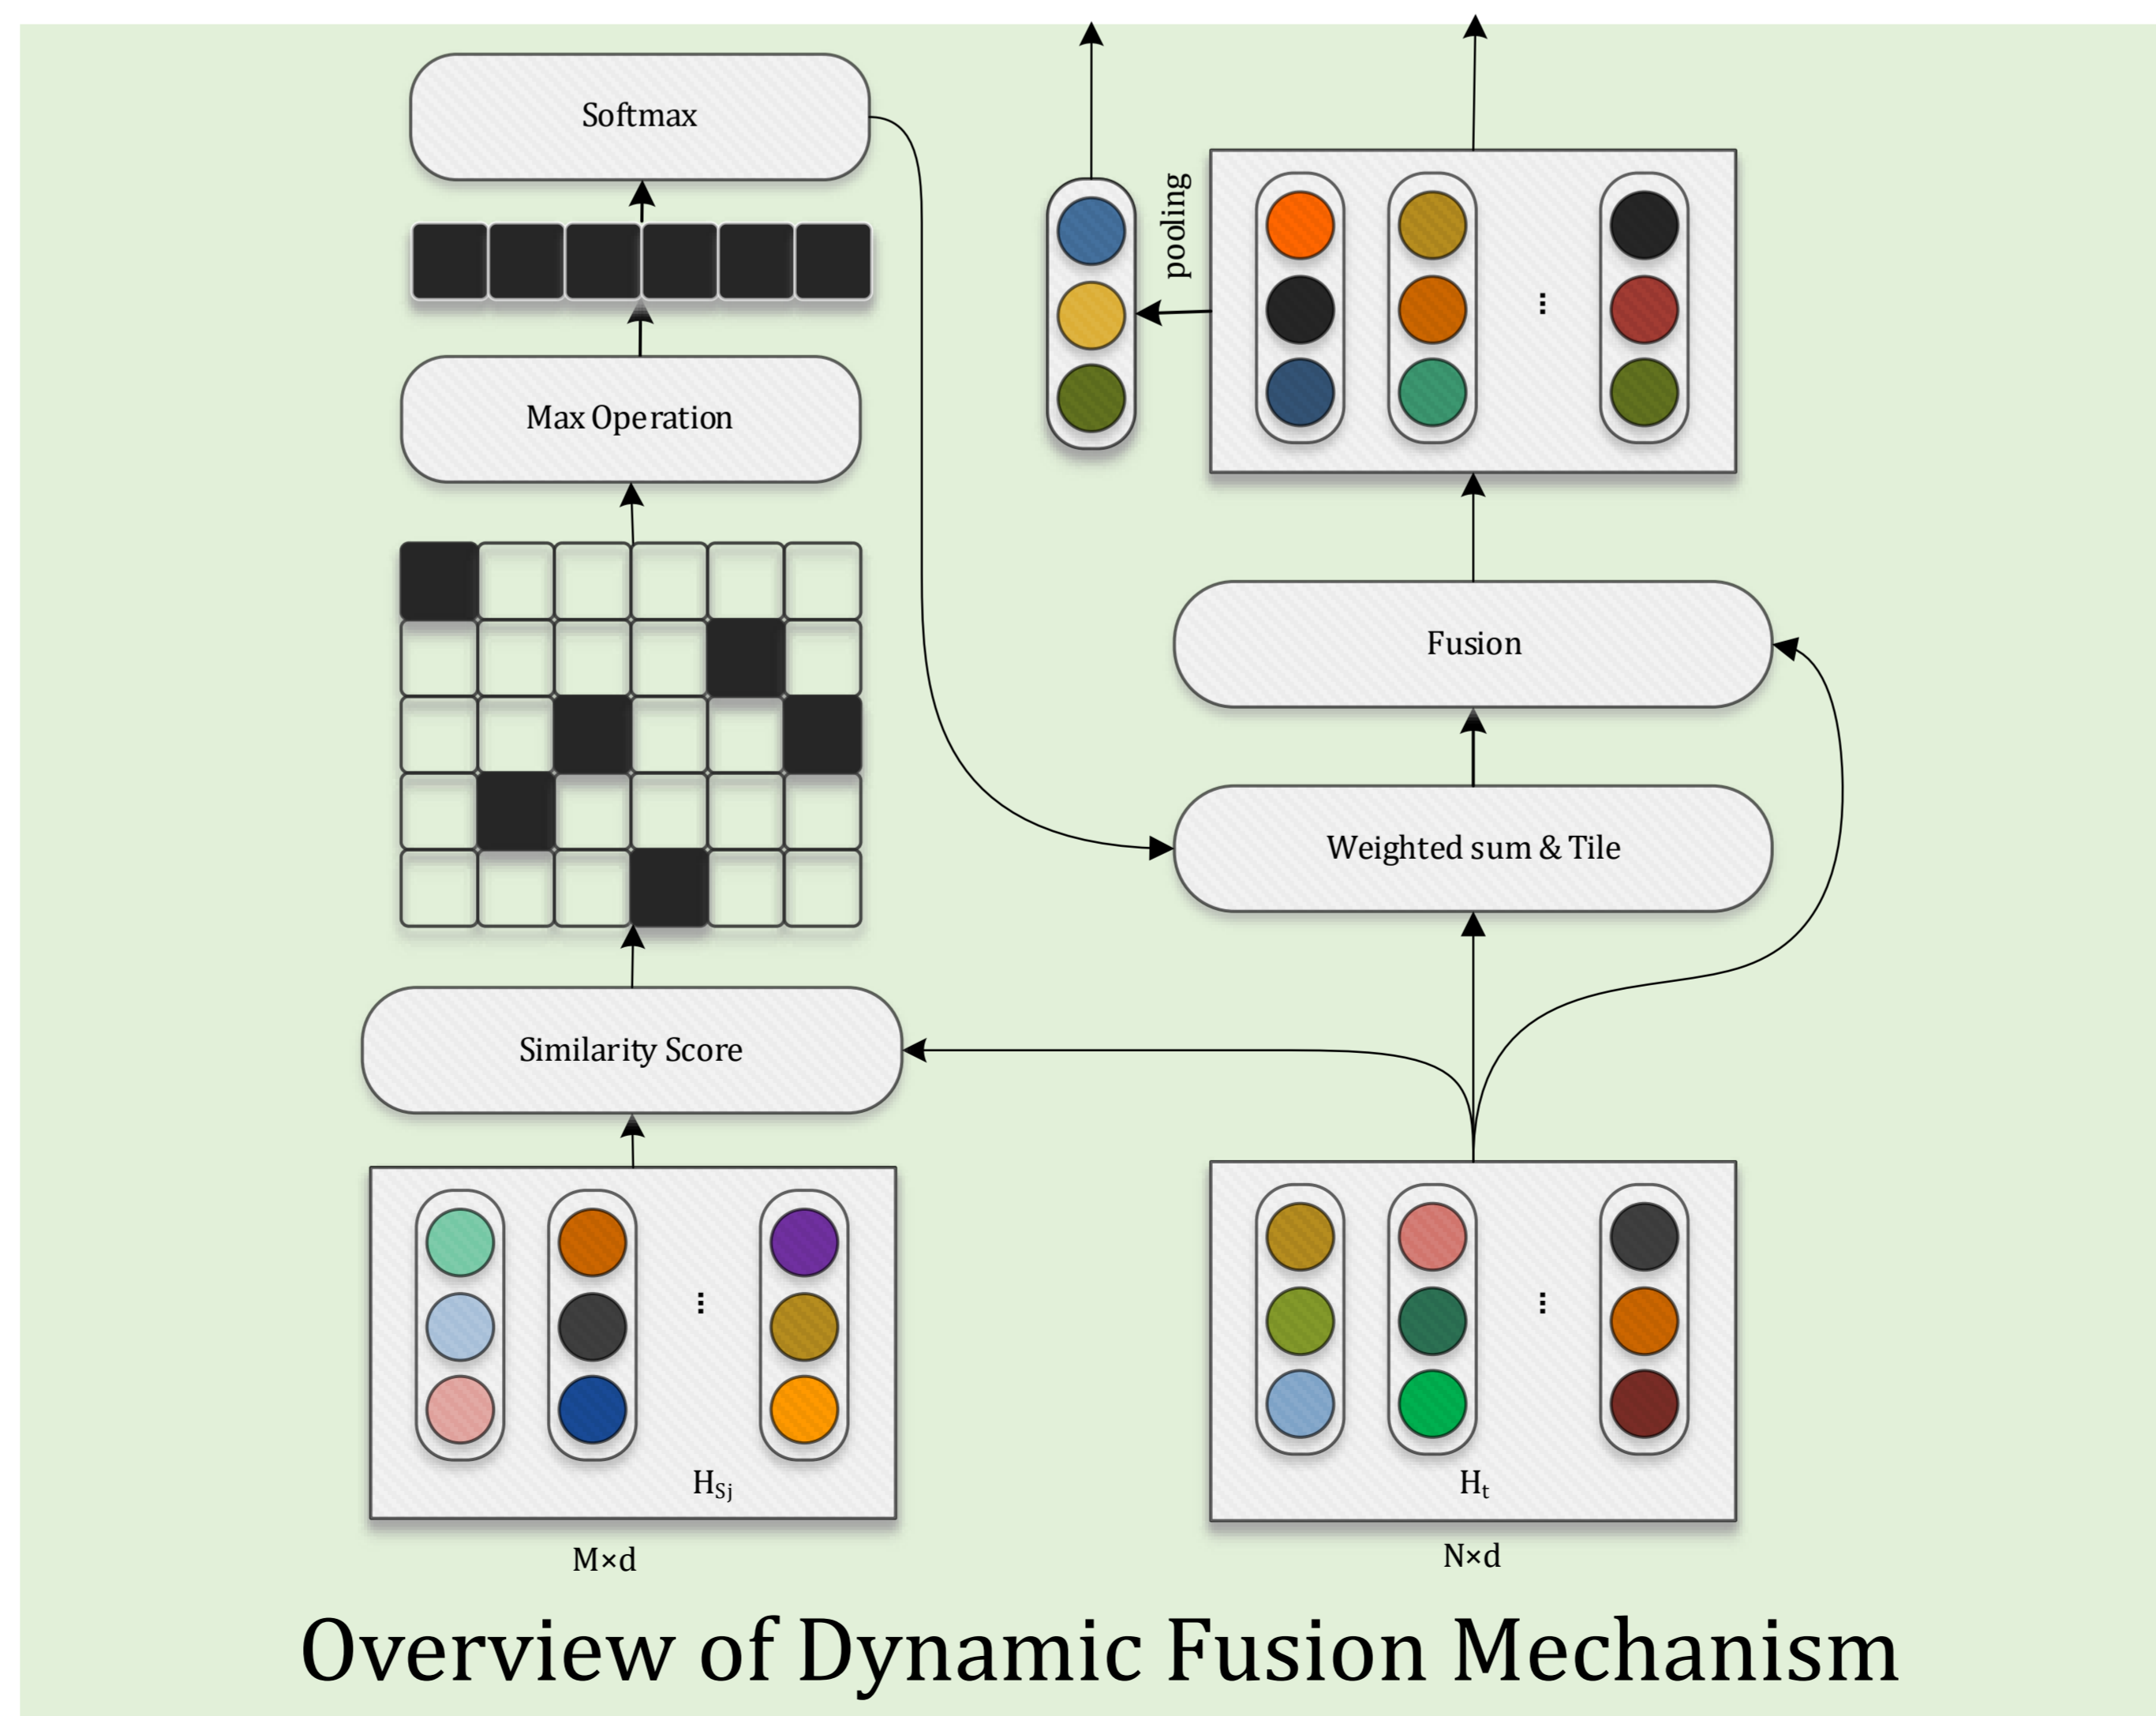 Softmax
pooling
Max Operation
Fusion
Weighted sum & Tile
Similarity Score
H_Sj
H_t
M×d
N×d
Overview of Dynamic Fusion Mechanism